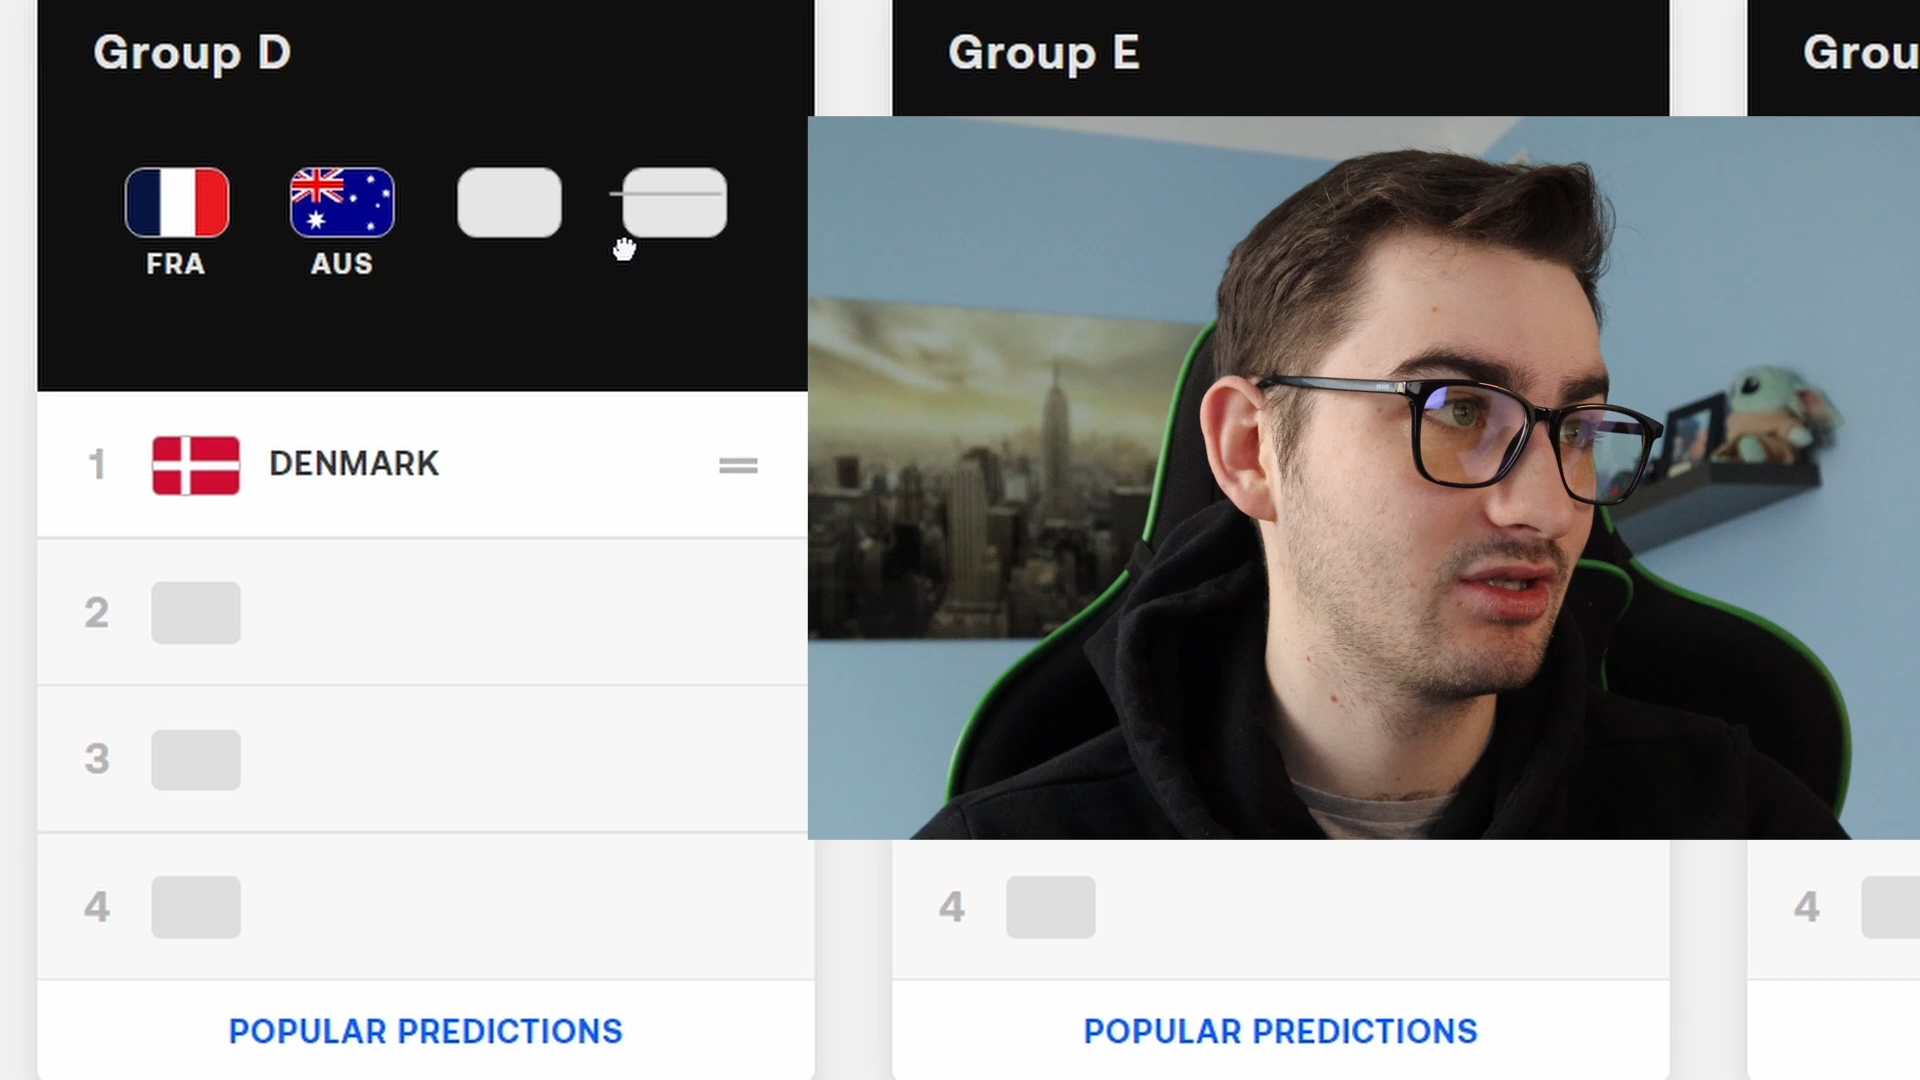 Group D
FRA
AUS
1 DENMARK
2
3
4
POPULAR PREDICTIONS
Group E
4
POPULAR PREDICTIONS
Grou
4